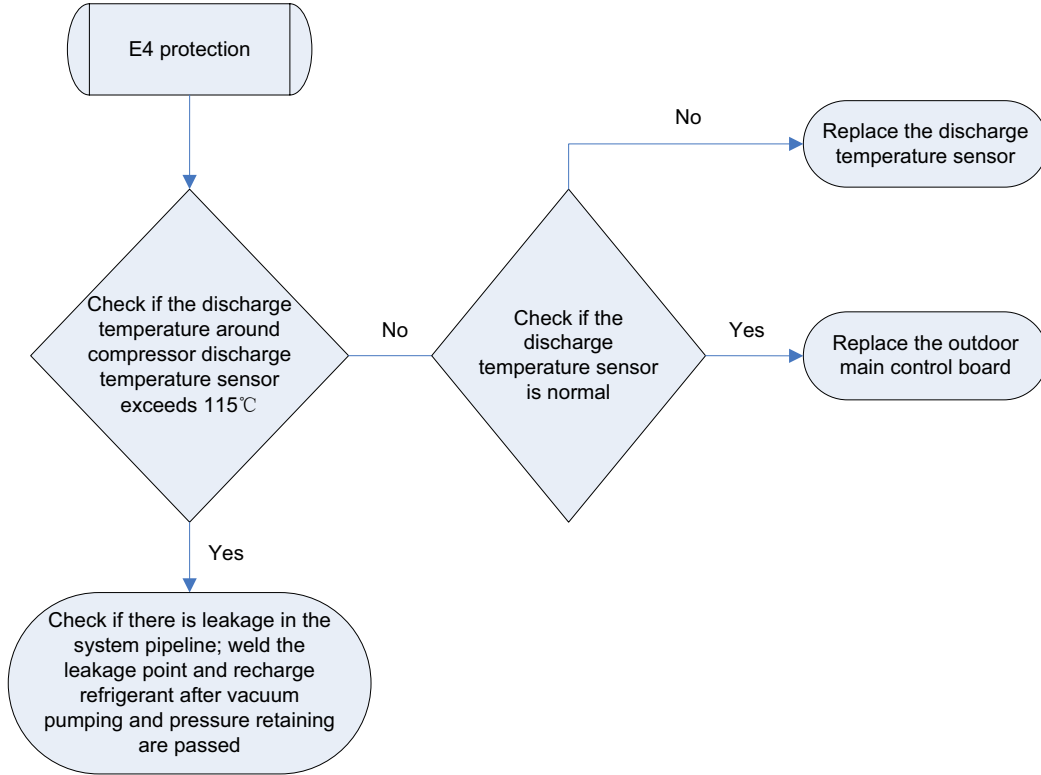 E4 protection
No
Replace the discharge
temperature sensor
Check if the discharge
temperature around
compressor discharge
temperature sensor
exceeds 115℃
No
Check if the
discharge
temperature sensor
is normal
Yes
Replace the outdoor
main control board
Yes
Check if there is leakage in the
system pipeline; weld the
leakage point and recharge
refrigerant after vacuum
pumping and pressure retaining
are passed